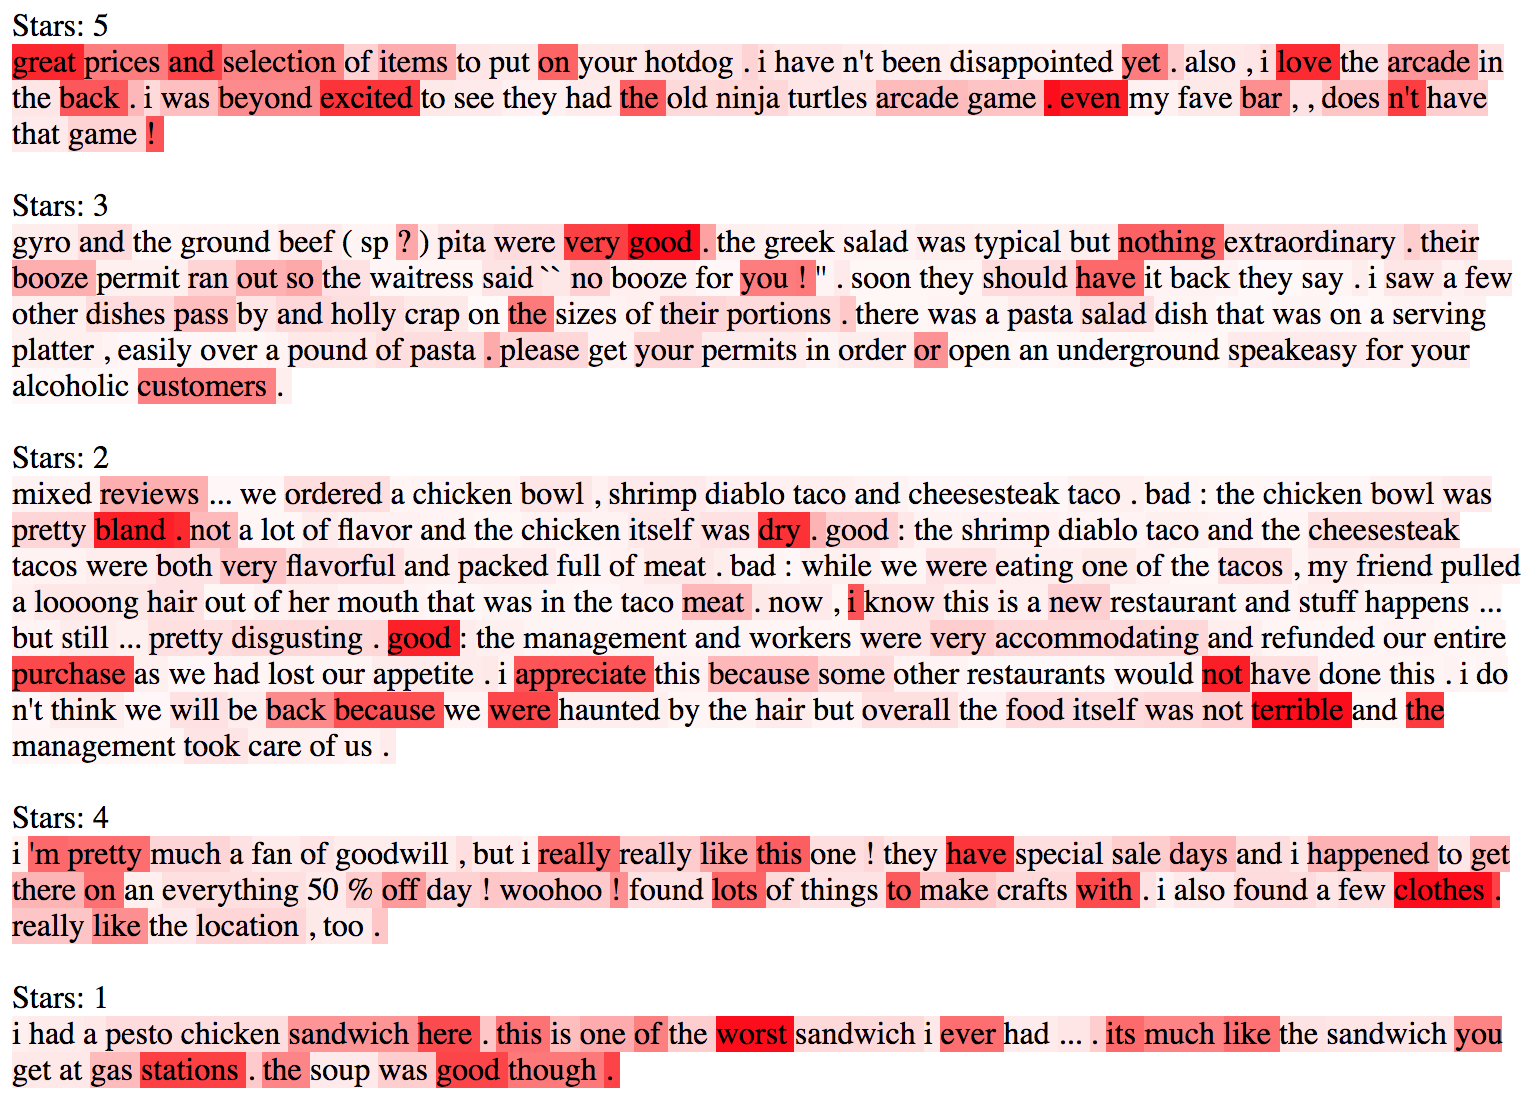 Stars: 5
great prices and selection of items to put on your hotdog . i have n't been disappointed yet . also , i love the arcade in
the back . i was beyond excited to see they had the old ninja turtles arcade game . even my fave bar , , does n't have
that game !
Stars: 3
gyro and the ground beef ( sp ? ) pita were very good . the greek salad was typical but nothing extraordinary . their
booze permit ran out so the waitress said `` no booze for you ! " . soon they should have it back they say . i saw a few
other dishes pass by and holly crap on the sizes of their portions . there was a pasta salad dish that was on a serving
platter , easily over a pound of pasta . please get your permits in order or open an underground speakeasy for your
alcoholic customers .
Stars: 2
mixed reviews ... we ordered a chicken bowl , shrimp diablo taco and cheesesteak taco . bad : the chicken bowl was
pretty bland . not a lot of flavor and the chicken itself was dry . good : the shrimp diablo taco and the cheesesteak
tacos were both very flavorful and packed full of meat . bad : while we were eating one of the tacos , my friend pulled
a loooong hair out of her mouth that was in the taco meat . now , i know this is a new restaurant and stuff happens ...
but still ... pretty disgusting . good : the management and workers were very accommodating and refunded our entire
purchase as we had lost our appetite . i appreciate this because some other restaurants would not have done this . i do
n't think we will be back because we were haunted by the hair but overall the food itself was not terrible and the
management took care of us .
Stars: 4
i 'm pretty much a fan of goodwill , but i really really like this one ! they have special sale days and i happened to get
there on an everything 50 % off day ! woohoo ! found lots of things to make crafts with . i also found a few clothes .
really like the location , too .
Stars: 1
i had a pesto chicken sandwich here . this is one of the worst sandwich i ever had ... . its much like the sandwich you
get at gas stations . the soup was good though .